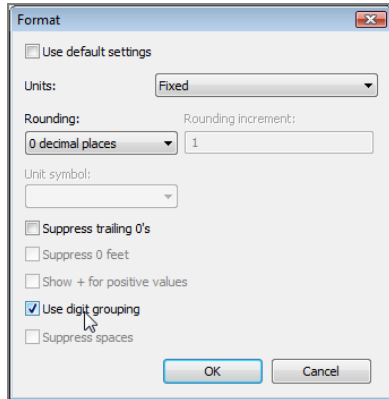 Format
Use default settings
Units: Fixed
Rounding: Rounding increment:
0 decimal places 1
Unit symbol:
Suppress trailing 0's
Suppress 0 feet
Show + for positive values
Use digit grouping
Suppress spaces
OK Cancel